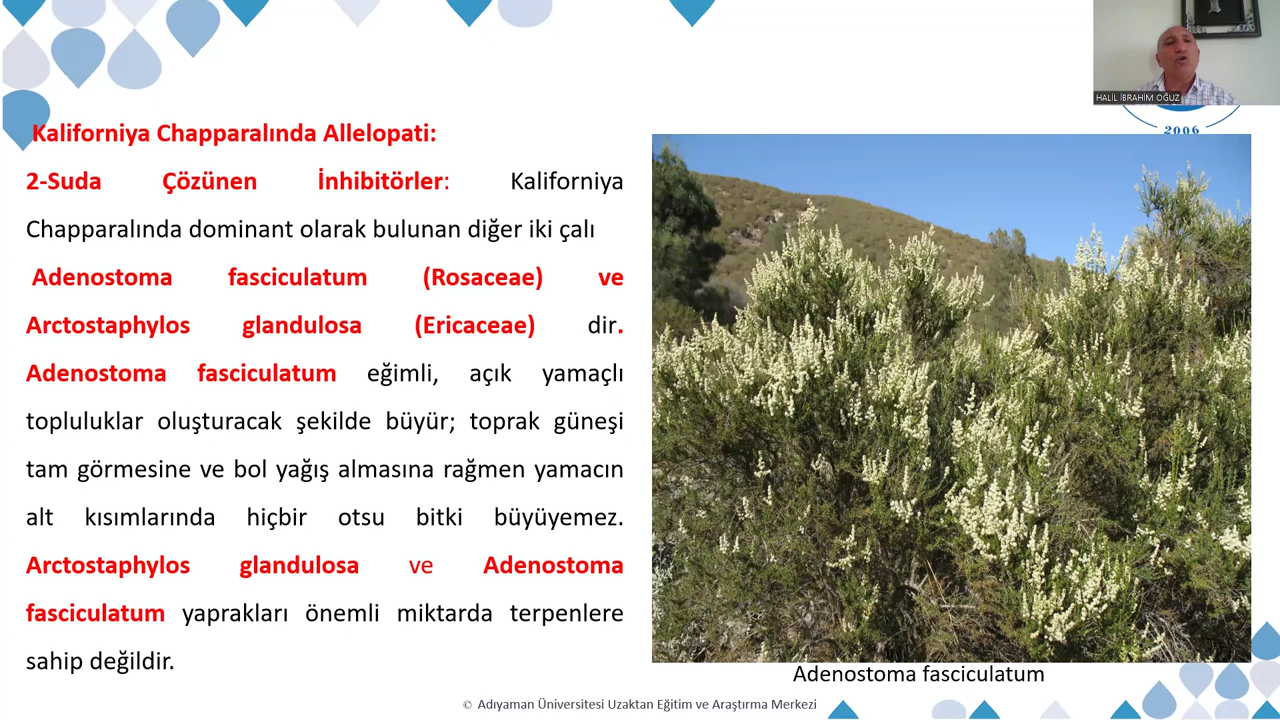 HALİL İBRAHİM OĞUZ
2006
Kaliforniya Chapparalında Allelopati:
2-Suda Çözünen İnhibitörler: Kaliforniya
Chapparalında dominant olarak bulunan diğer iki çalı
Adenostoma fasciculatum (Rosaceae) ve
Arctostaphylos glandulosa (Ericaceae) dir.
Adenostoma fasciculatum eğimli, açık yamaçlı
topluluklar oluşturacak şekilde büyür; toprak güneşi
tam görmesine ve bol yağış almasına rağmen yamacın
alt kısımlarında hiçbir otsu bitki büyüyemez.
Arctostaphylos glandulosa ve Adenostoma
fasciculatum yaprakları önemli miktarda terpenlere
sahip değildir.
Adenostoma fasciculatum
© Adıyaman Üniversitesi Uzaktan Eğitim ve Araştırma Merkezi